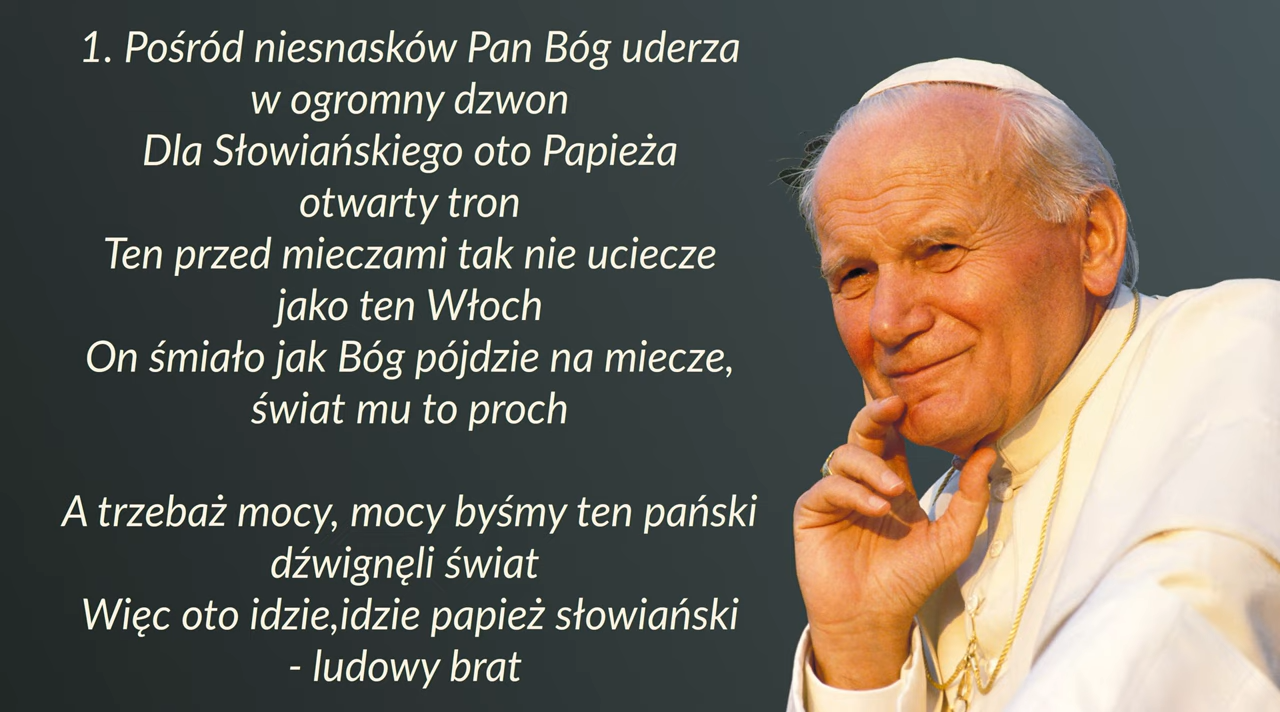 1. Pośród niesnasków Pan Bóg uderza
w ogromny dzwon
Dla Słowiańskiego oto Papieża
otwarty tron
Ten przed mieczami tak nie uciecze
jako ten Włoch
On śmiało jak Bóg pójdzie na miecze,
świat mu to proch
A trzebaż mocy, mocy byśmy ten pański
dźwignęli świat
Więc oto idzie,idzie papież słowiański
- ludowy brat